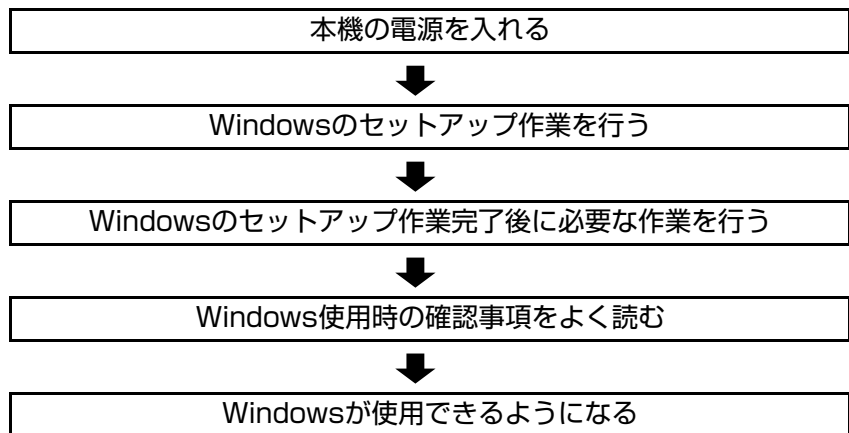 本機の電源を入れる
Windowsのセットアップ作業を行う
Windowsのセットアップ作業完了後に必要な作業を行う
Windows使用時の確認事項をよく読む
Windowsが使用できるようになる